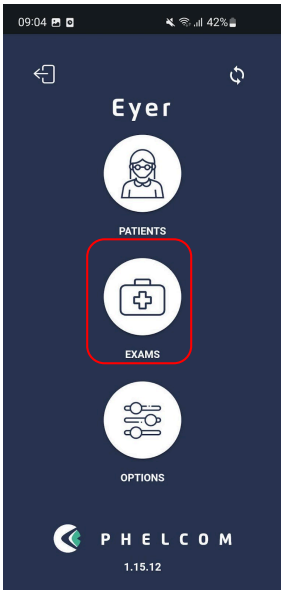 09:04 42%
Eyer
PATIENTS
EXAMS
OPTIONS
PHELCOM
1.15.12